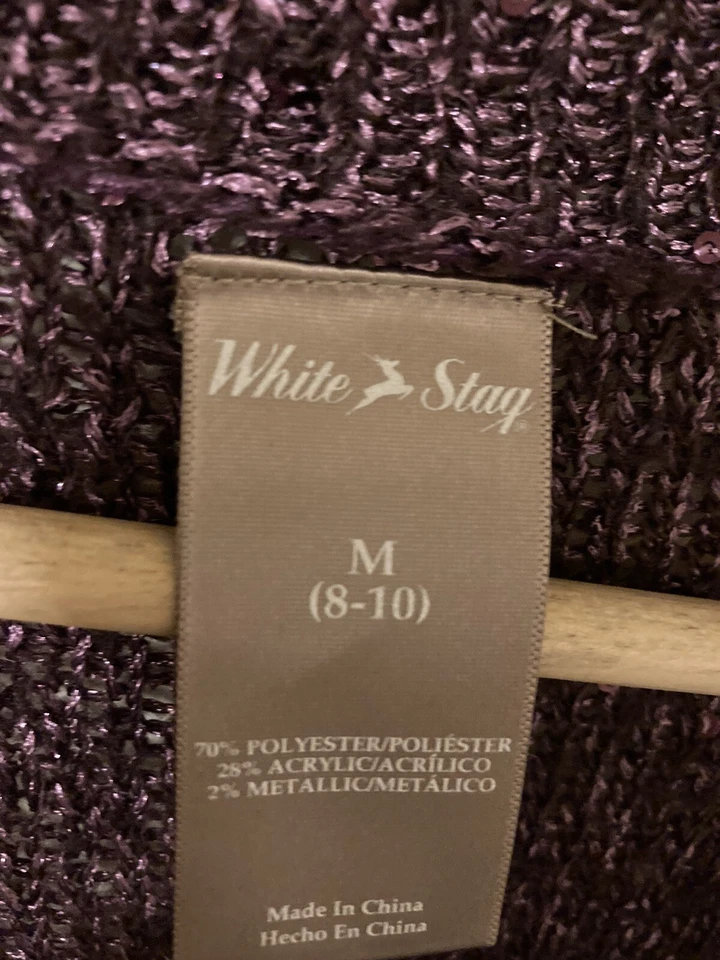 White Stag®
M
(8-10)
70% POLYESTER/POLIÉSTER
28% ACRYLIC/ACRÍLICO
2% METALLIC/METÁLICO
Made In China
Hecho En China